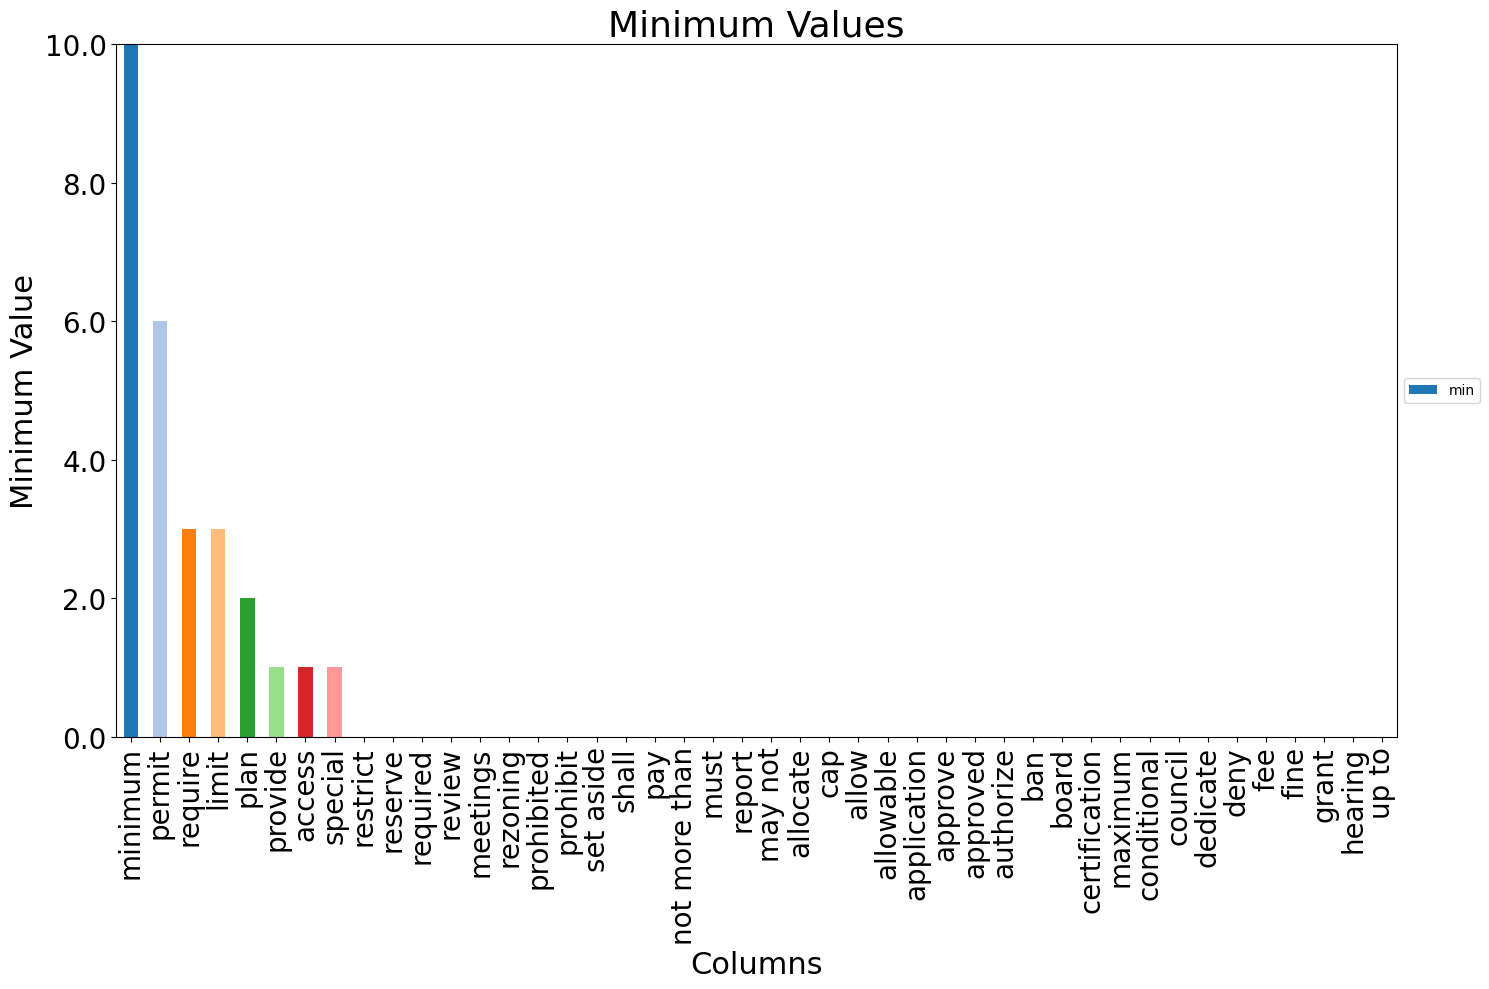 Minimum Values
10.0
8.0
6.0
4.0
2.0
0.0
Minimum Value
minimum
permit
require
limit
plan
provide
access
special
restrict
reserve
required
review
meetings
rezoning
prohibited
prohibit
set aside
shall
pay
not more than
must
report
may not
allocate
cap
allow
allowable
application
approve
approved
authorize
ban
board
certification
maximum
conditional
council
dedicate
deny
fee
fine
grant
hearing
up to
Columns
min